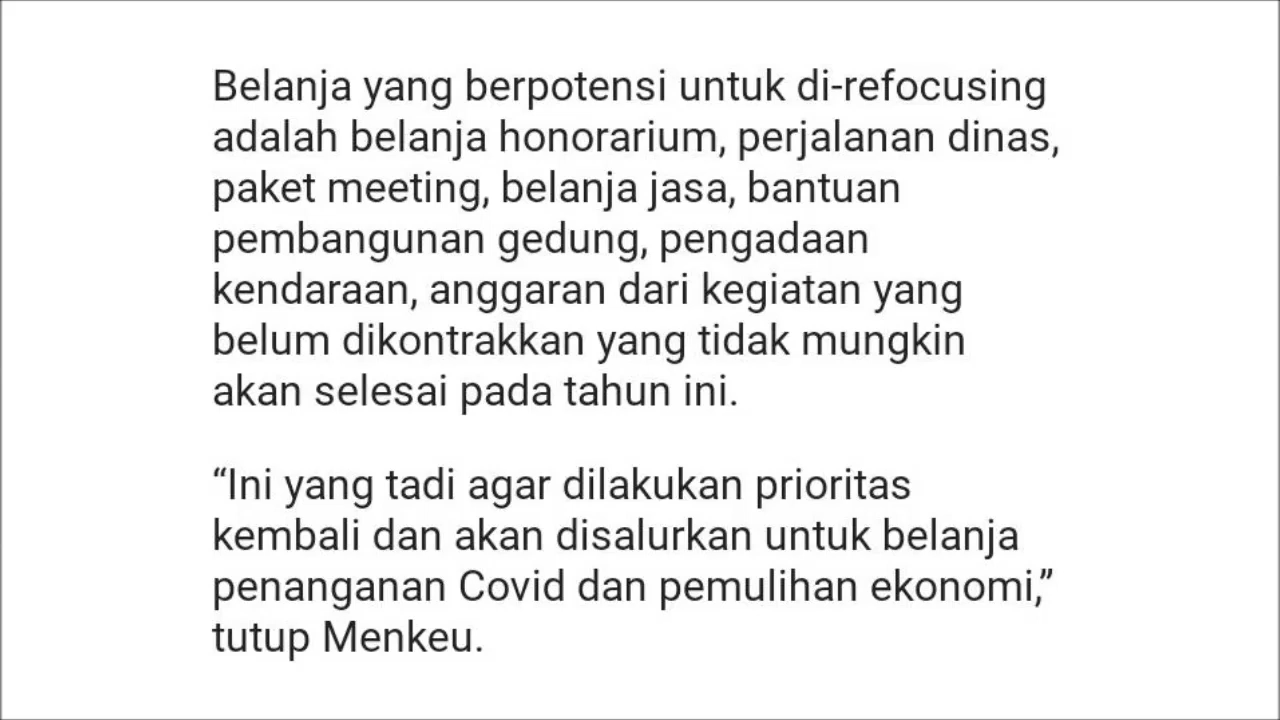 Belanja yang berpotensi untuk di-refocusing
adalah belanja honorarium, perjalanan dinas,
paket meeting, belanja jasa, bantuan
pembangunan gedung, pengadaan
kendaraan, anggaran dari kegiatan yang
belum dikontrakkan yang tidak mungkin
akan selesai pada tahun ini.
“Ini yang tadi agar dilakukan prioritas
kembali dan akan disalurkan untuk belanja
penanganan Covid dan pemulihan ekonomi,”
tutup Menkeu.